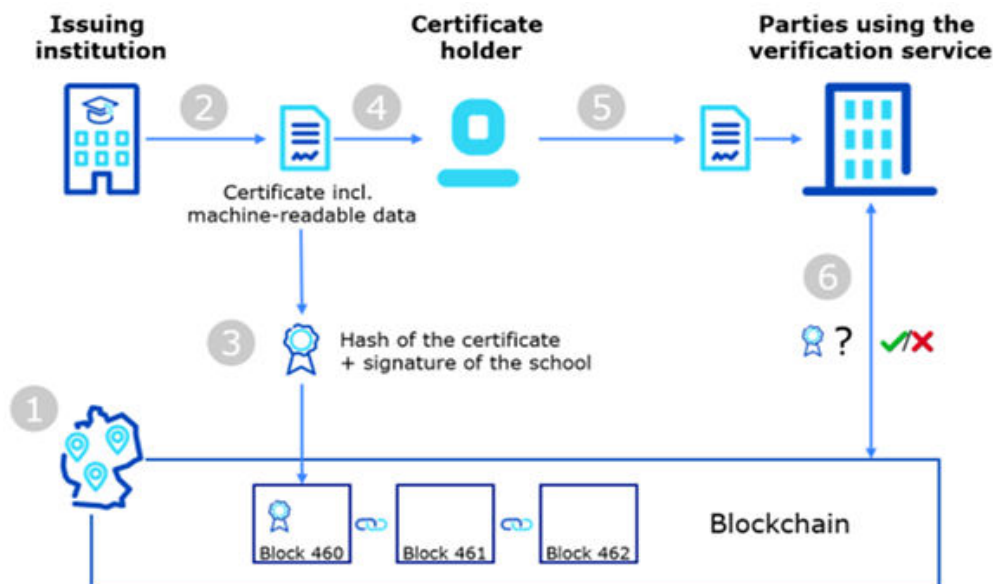 Issuing
institution
Certificate
holder
Parties using the
verification service
2
4
5
Certificate incl.
machine-readable data
6
3
Hash of the certificate
+ signature of the school
?
/
1
Block 460
Block 461
Block 462
Blockchain